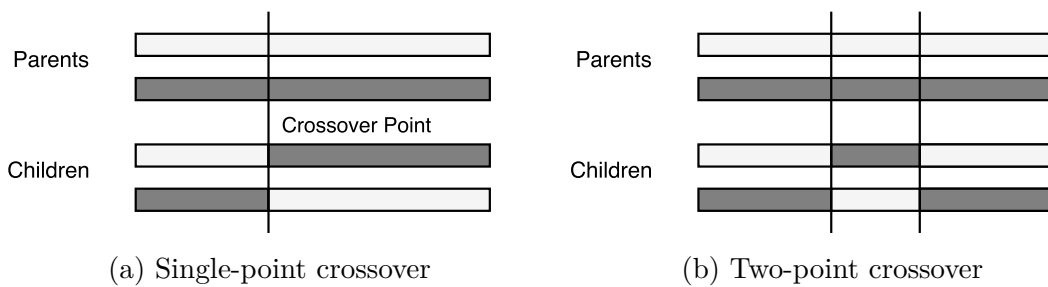 Parents
Crossover Point
Children
(a) Single-point crossover
Parents
Children
(b) Two-point crossover